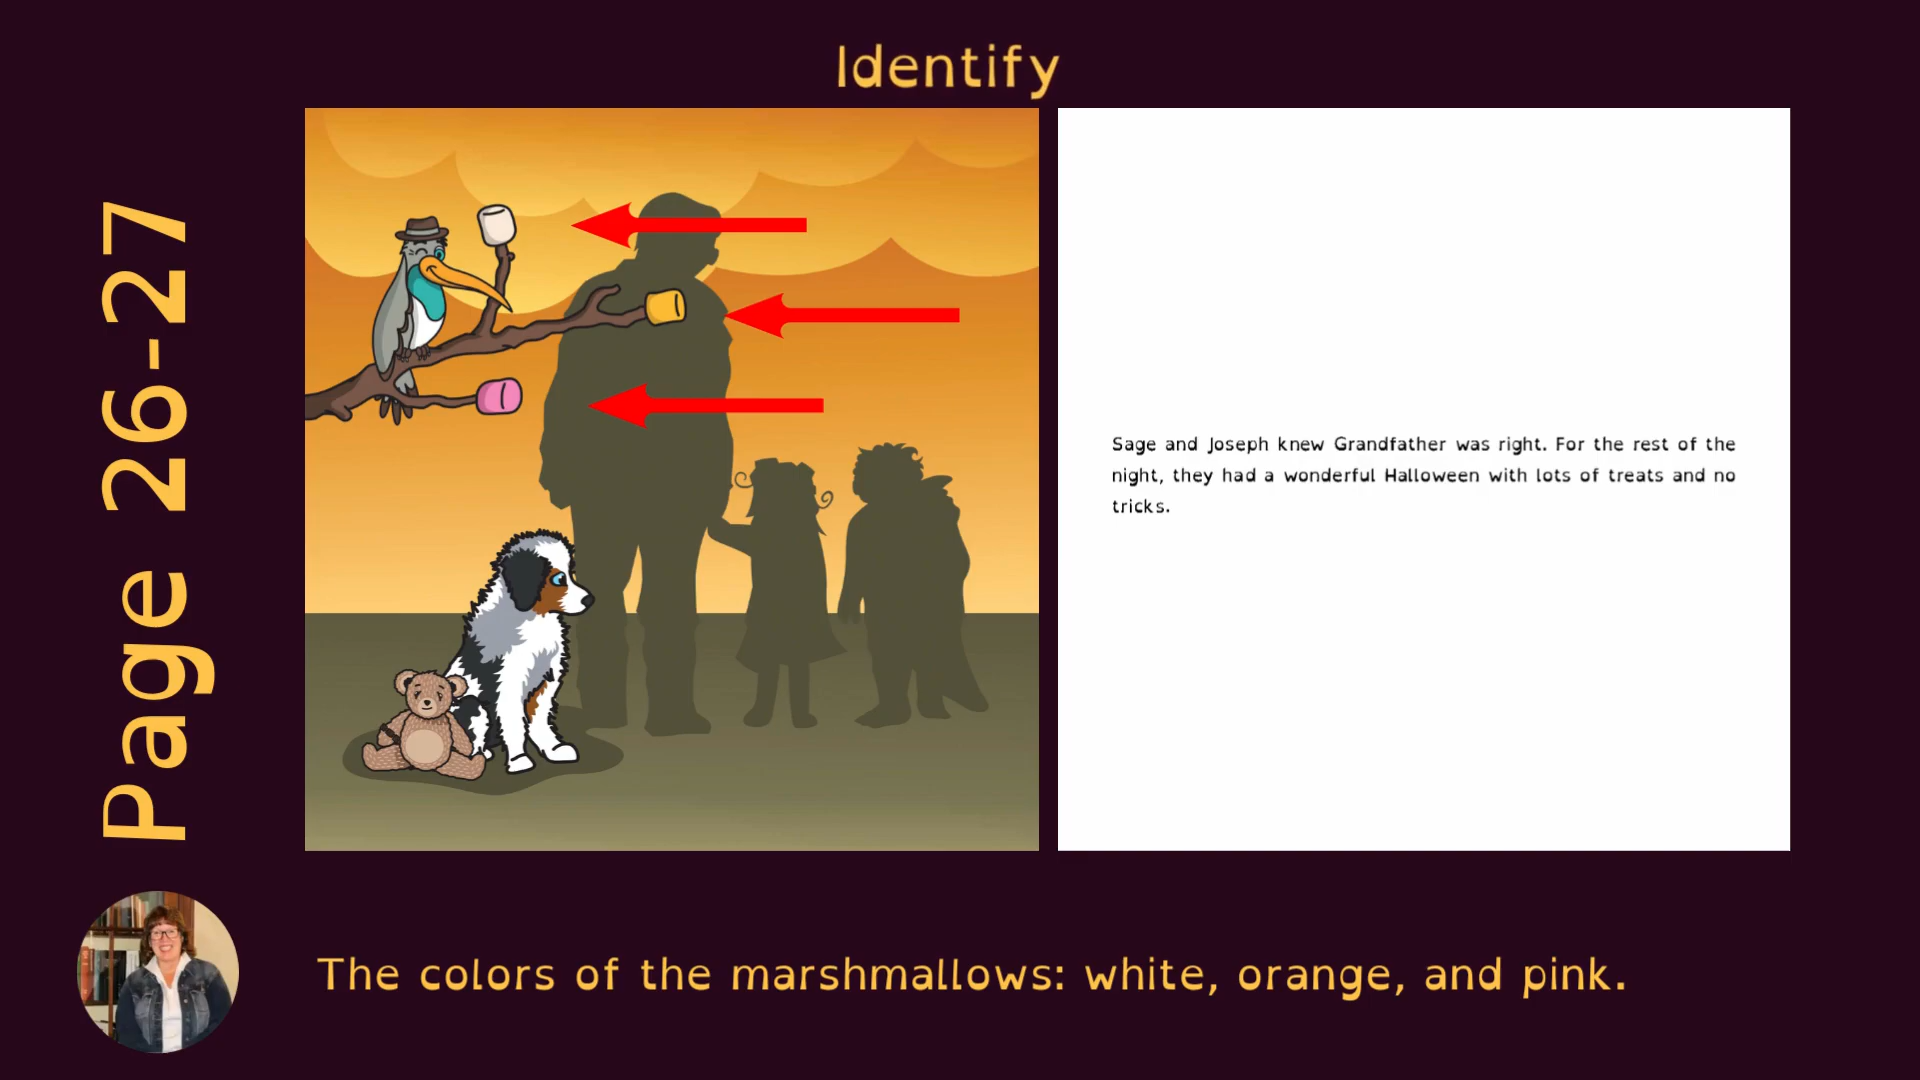 Identify
Page 26-27
Sage and Joseph knew Grandfather was right. For the rest of the
night, they had a wonderful Halloween with lots of treats and no
tricks.
The colors of the marshmallows: white, orange, and pink.